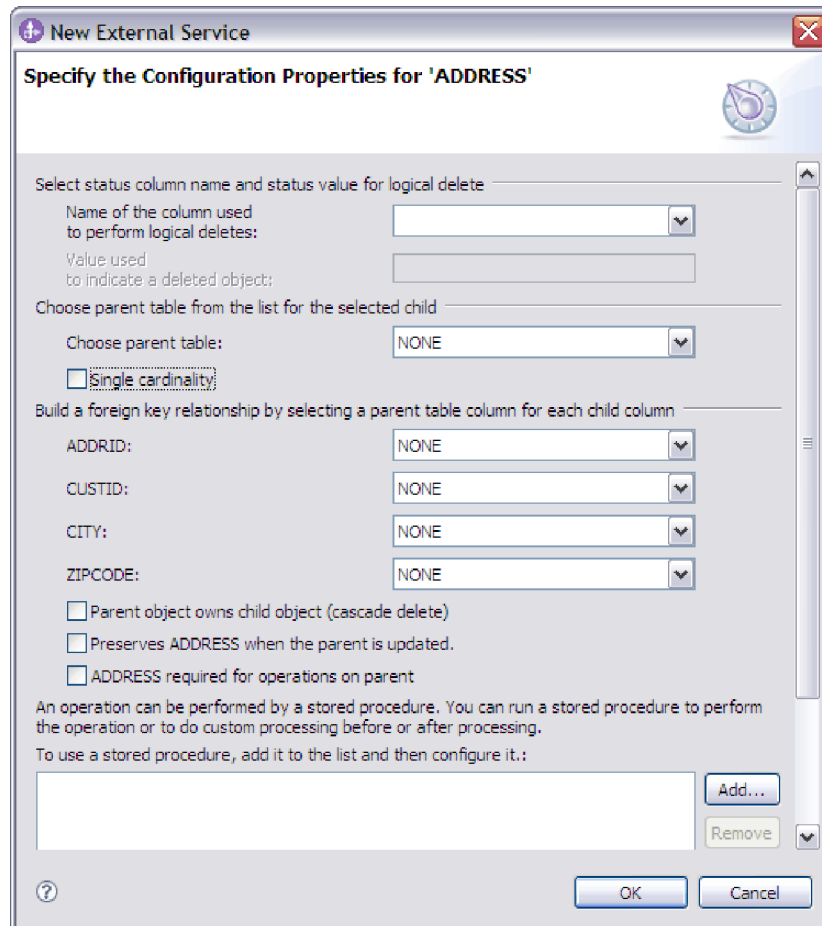 New External Service
Specify the Configuration Properties for 'ADDRESS'
Select status column name and status value for logical delete
Name of the column used
to perform logical deletes:
Value used
to indicate a deleted object:
Choose parent table from the list for the selected child
Choose parent table: NONE
Single cardinality
Build a foreign key relationship by selecting a parent table column for each child column
ADDRID: NONE
CUSTID: NONE
CITY: NONE
ZIPCODE: NONE
Parent object owns child object (cascade delete)
Preserves ADDRESS when the parent is updated.
ADDRESS required for operations on parent
An operation can be performed by a stored procedure. You can run a stored procedure to perform
the operation or to do custom processing before or after processing.
To use a stored procedure, add it to the list and then configure it.:
Add...
Remove
OK Cancel